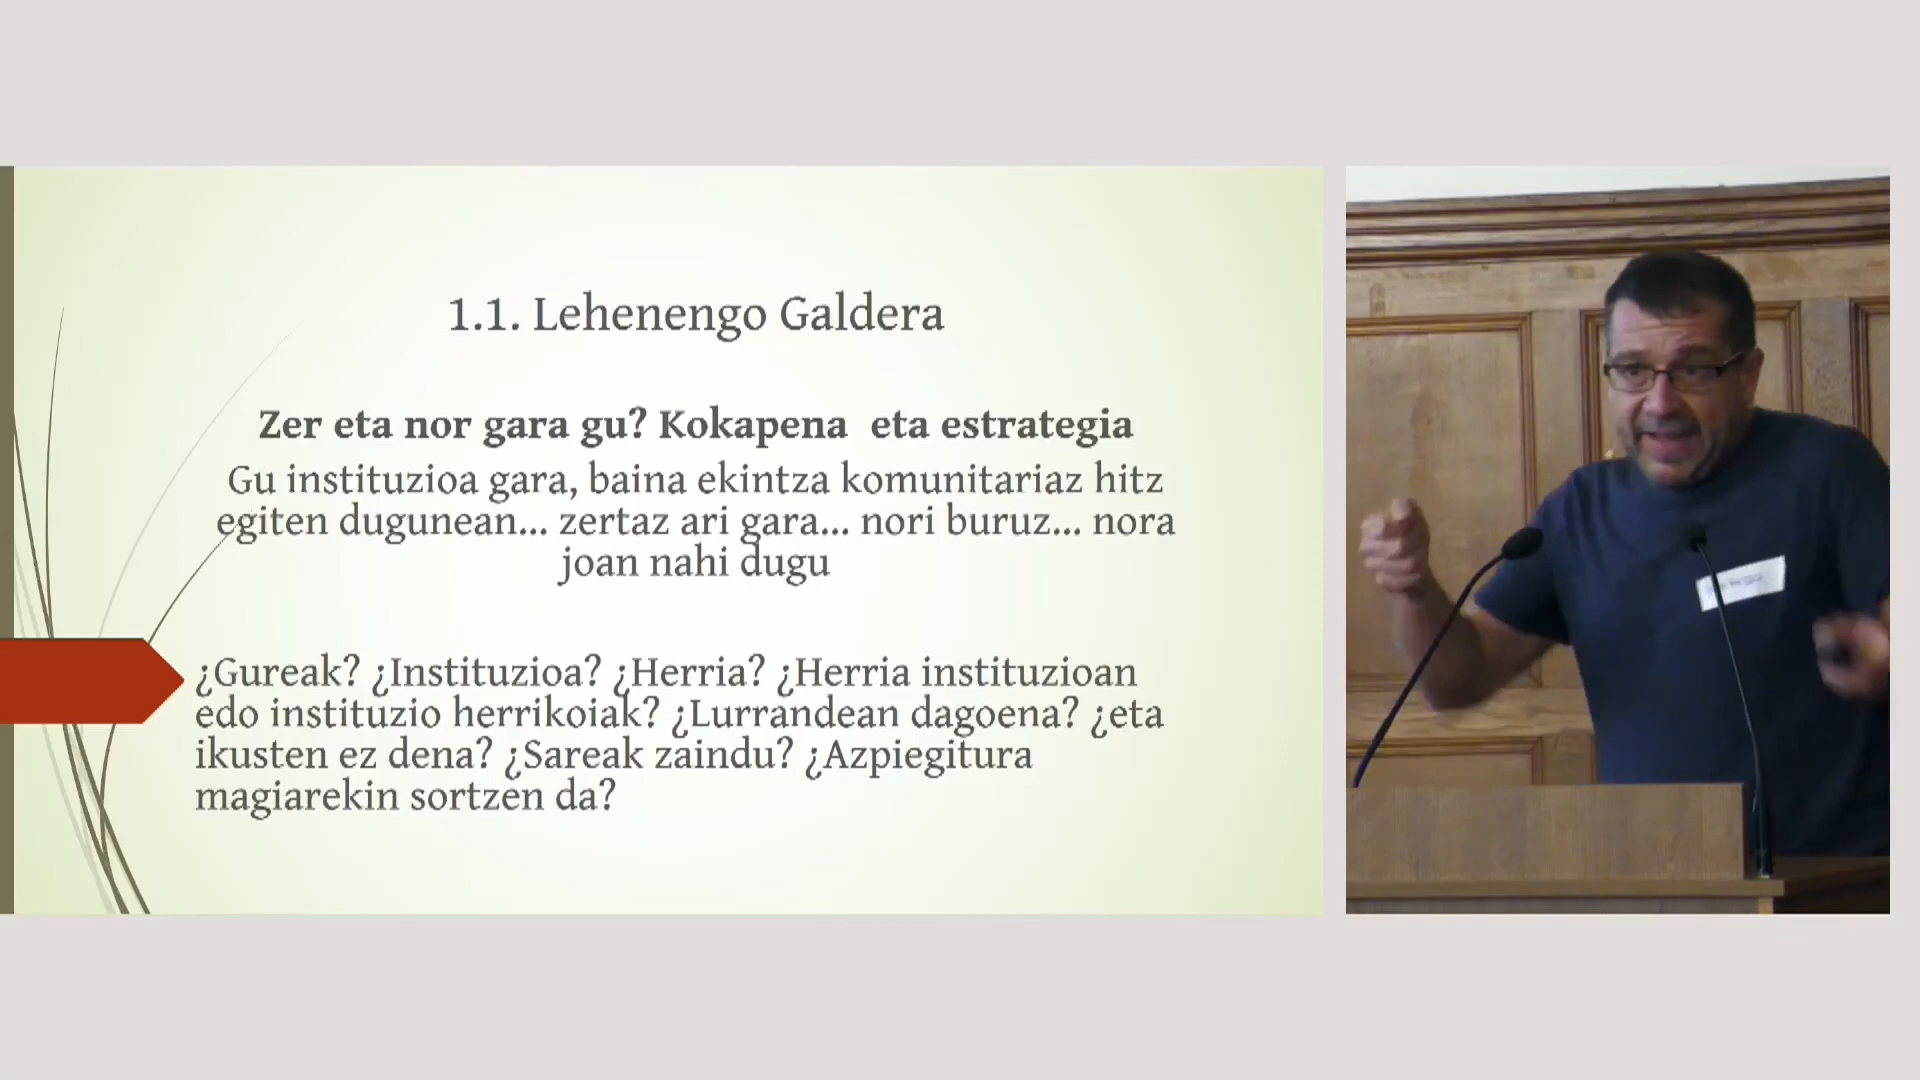 1.1. Lehenengo Galdera
Zer eta nor gara gu? Kokapena eta estrategia
Gu instituzioa gara, baina ekintza komunitariaz hitz
egiten dugunean... zertaz ari gara... nori buruz... nora
joan nahi dugu
¿Gureak? ¿Instituzioa? ¿Herria? ¿Herria instituzioan
edo instituzio herrikoiak? ¿Lurrandean dagoena? ¿eta
ikusten ez dena? ¿Sareak zaindu? ¿Azpiegitura
magiarekin sortzen da?